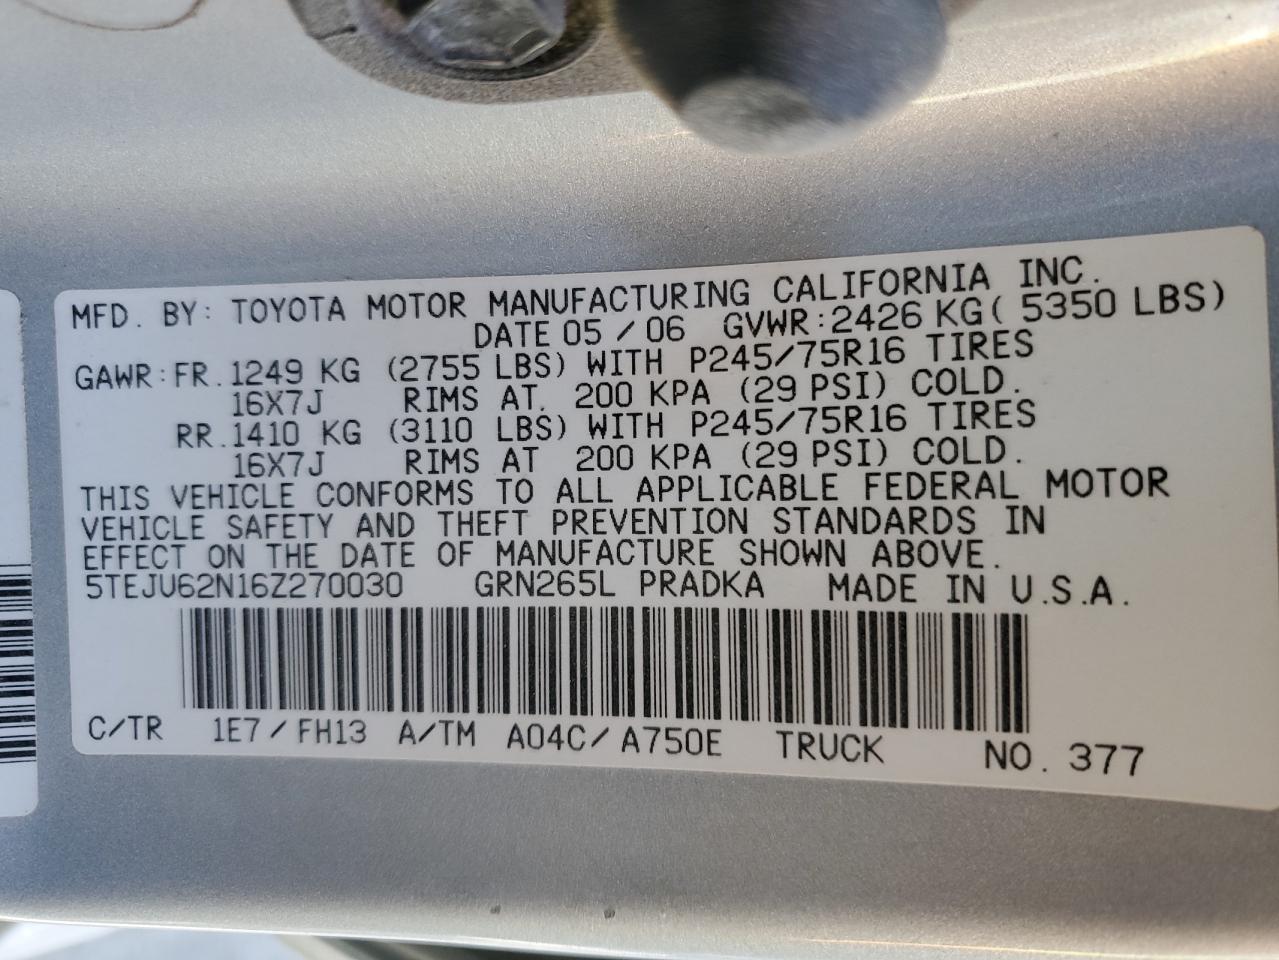 MFD. BY: TOYOTA MOTOR MANUFACTURING CALIFORNIA INC.
DATE 05 / 06 GVWR:2426 KG( 5350 LBS)
GAWR:FR.1249 KG (2755 LBS) WITH P245/75R16 TIRES
16X7J RIMS AT. 200 KPA (29 PSI) COLD.
RR.1410 KG (3110 LBS) WITH P245/75R16 TIRES
16X7J RIMS AT 200 KPA (29 PSI) COLD.
THIS VEHICLE CONFORMS TO ALL APPLICABLE FEDERAL MOTOR
VEHICLE SAFETY AND THEFT PREVENTION STANDARDS IN
EFFECT ON THE DATE OF MANUFACTURE SHOWN ABOVE.
5TEJU62N16Z270030 GRN265L PRADKA MADE IN U.S.A.
C/TR 1E7/FH13 A/TM A04C/A750E TRUCK NO. 377